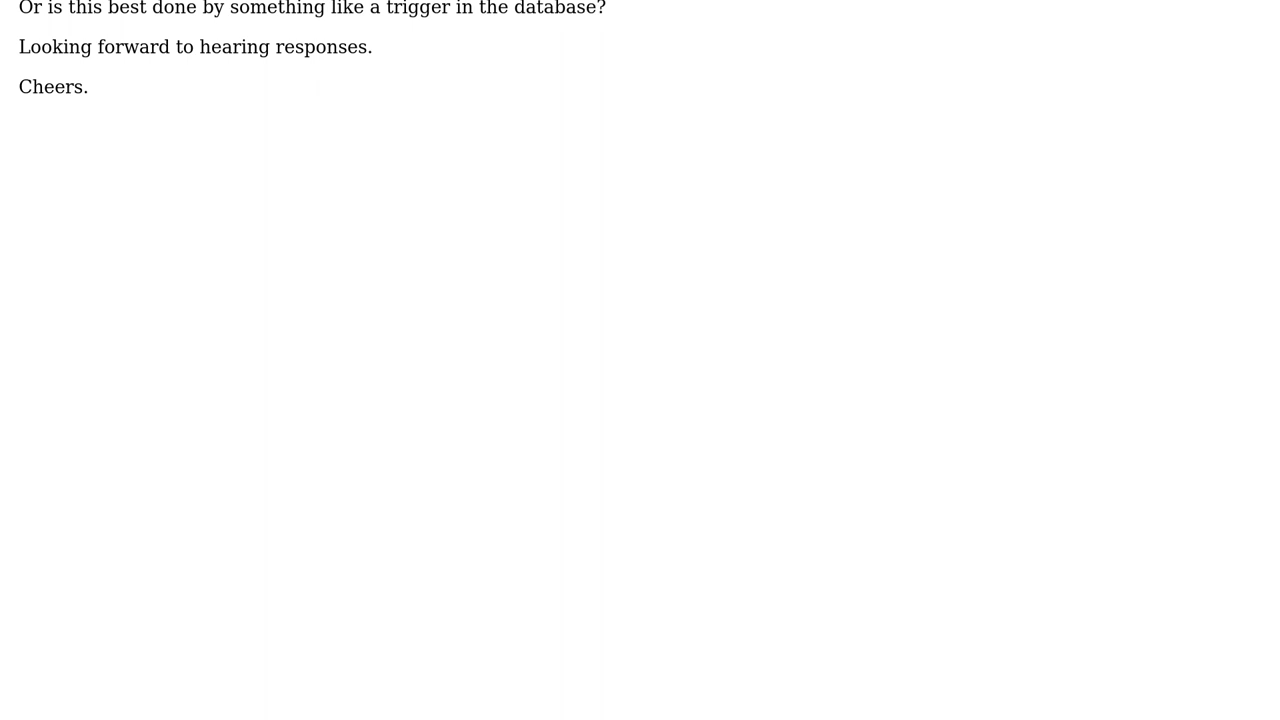 Or is this best done by something like a trigger in the database?
Looking forward to hearing responses.
Cheers.